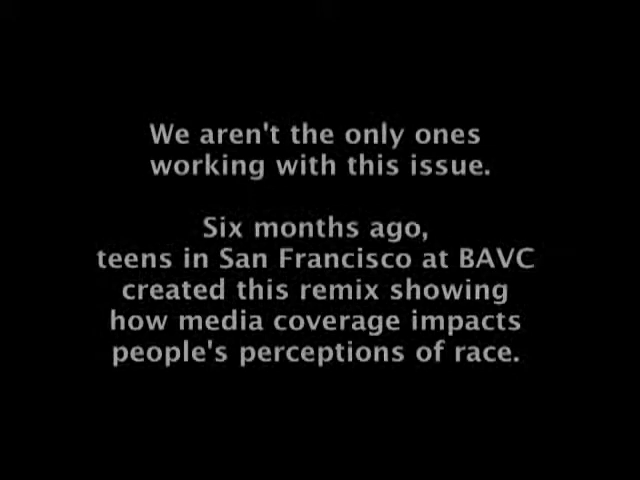 We aren't the only ones
working with this issue.
Six months ago,
teens in San Francisco at BAVC
created this remix showing
how media coverage impacts
people's perceptions of race.